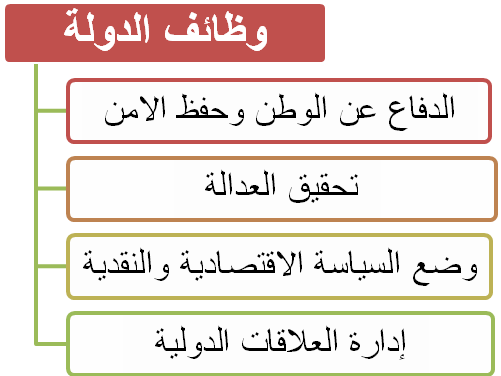 وظائف الدولة
الدفاع عن الوطن وحفظ الامن
تحقيق العدالة
وضع السياسة الاقتصادية والنقدية
إدارة العلاقات الدولية